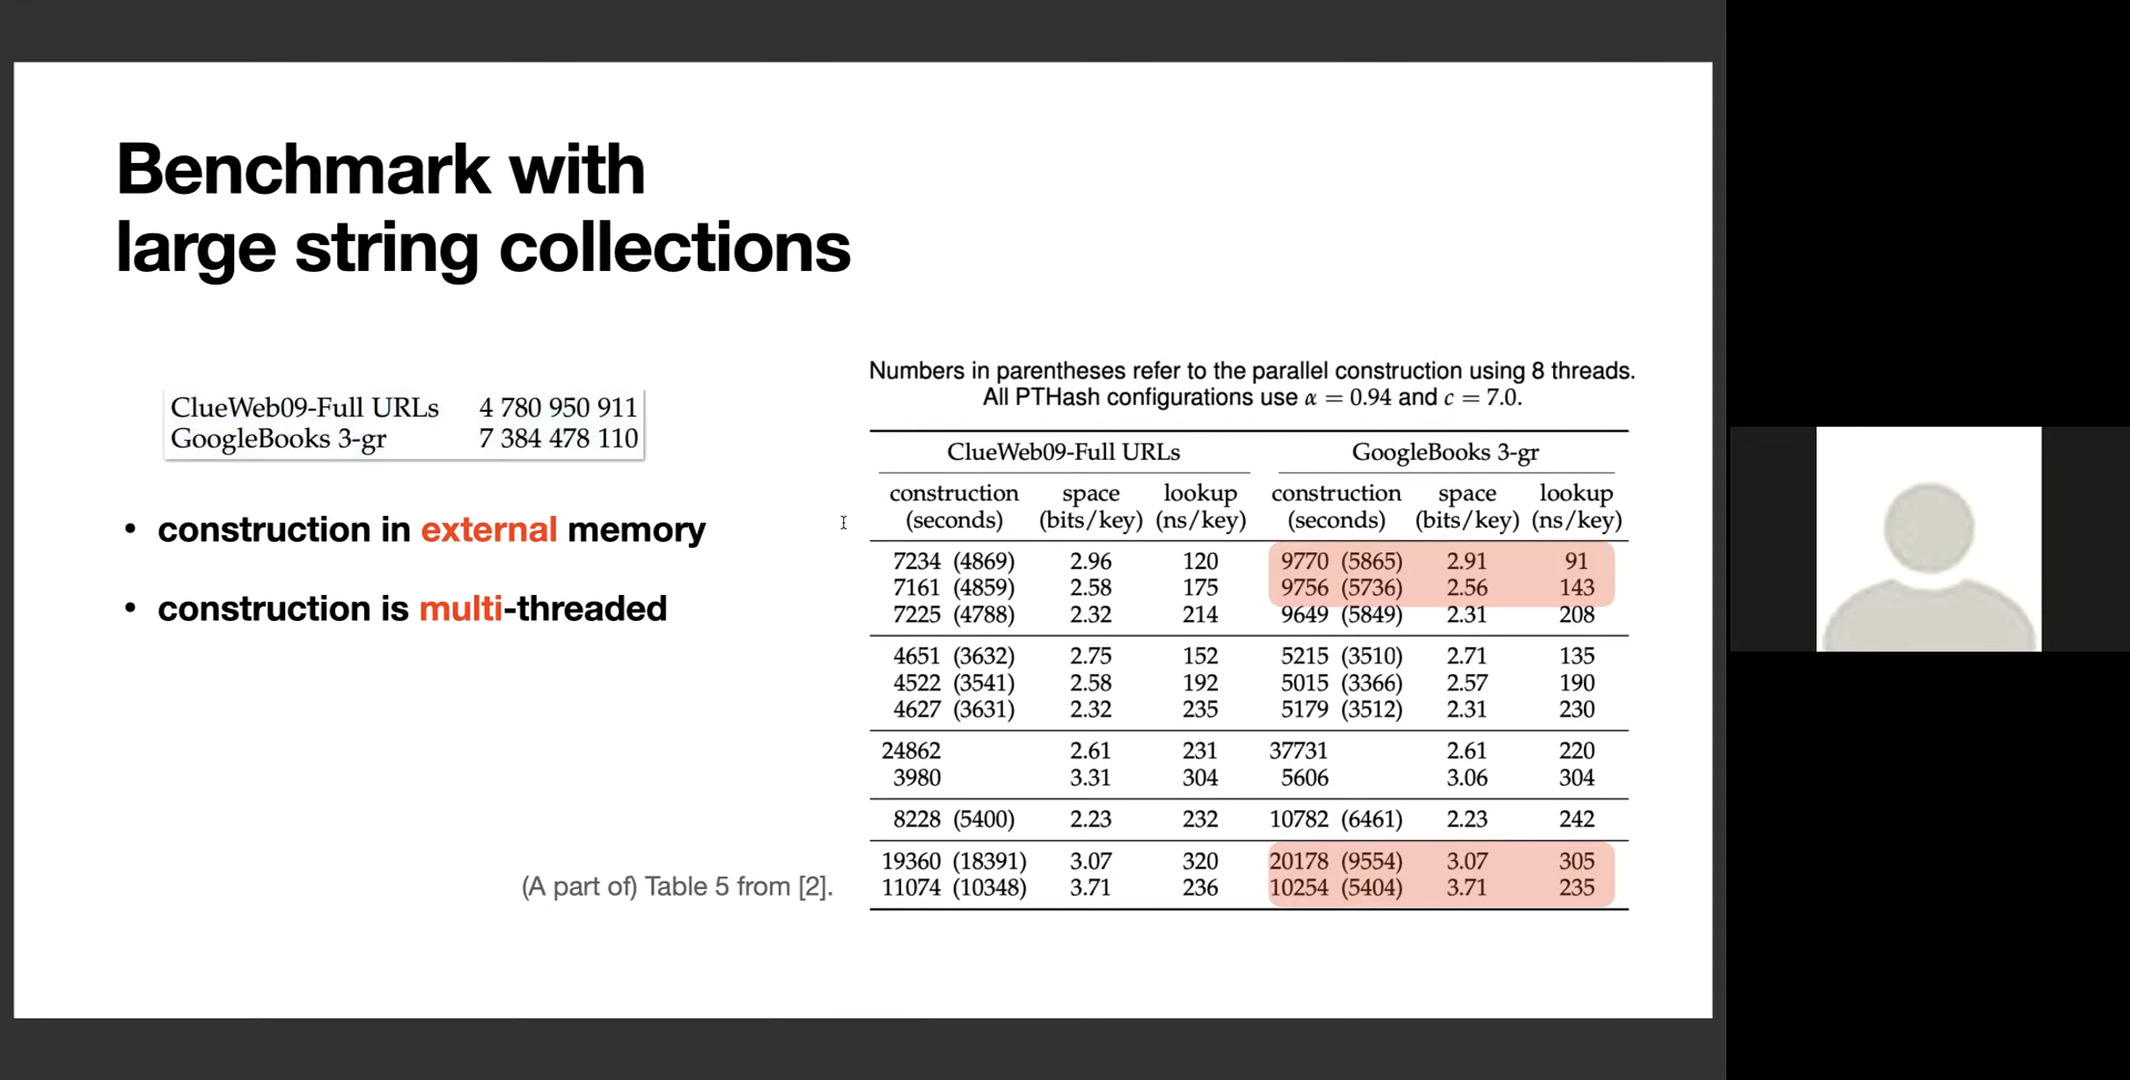 Benchmark with
large string collections
ClueWeb09-Full URLs 4 780 950 911
GoogleBooks 3-gr 7 384 478 110
• construction in external memory
• construction is multi-threaded
(A part of) Table 5 from [2].
Numbers in parentheses refer to the parallel construction using 8 threads.
All PTHash configurations use α = 0.94 and c = 7.0.
ClueWeb09-Full URLs GoogleBooks 3-gr
construction space lookup construction space lookup
(seconds) (bits/key) (ns/key) (seconds) (bits/key) (ns/key)
7234 (4869) 2.96 120 9770 (5865) 2.91 91
7161 (4859) 2.58 175 9756 (5736) 2.56 143
7225 (4788) 2.32 214 9649 (5849) 2.31 208
4651 (3632) 2.75 152 5215 (3510) 2.71 135
4522 (3541) 2.58 192 5015 (3366) 2.57 190
4627 (3631) 2.32 235 5179 (3512) 2.31 230
24862 2.61 231 37731 2.61 220
3980 3.31 304 5606 3.06 304
8228 (5400) 2.23 232 10782 (6461) 2.23 242
19360 (18391) 3.07 320 20178 (9554) 3.07 305
11074 (10348) 3.71 236 10254 (5404) 3.71 235